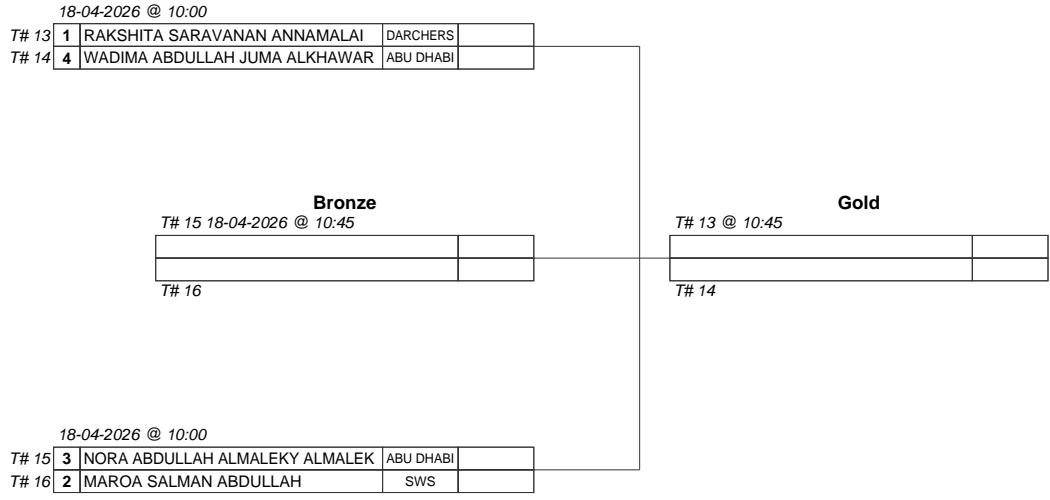 18-04-2026 @ 10:00
T# 13 1 RAKSHITA SARAVANAN ANNAMALAI DARCHERS
T# 14 4 WADIMA ABDULLAH JUMA ALKHAWAR ABU DHABI
Bronze Gold
T# 15 18-04-2026 @ 10:45 T# 13 @ 10:45
T# 16 T# 14
18-04-2026 @ 10:00
T# 15 3 NORA ABDULLAH ALMALEKY ALMALEK ABU DHABI
T# 16 2 MAROA SALMAN ABDULLAH SWS